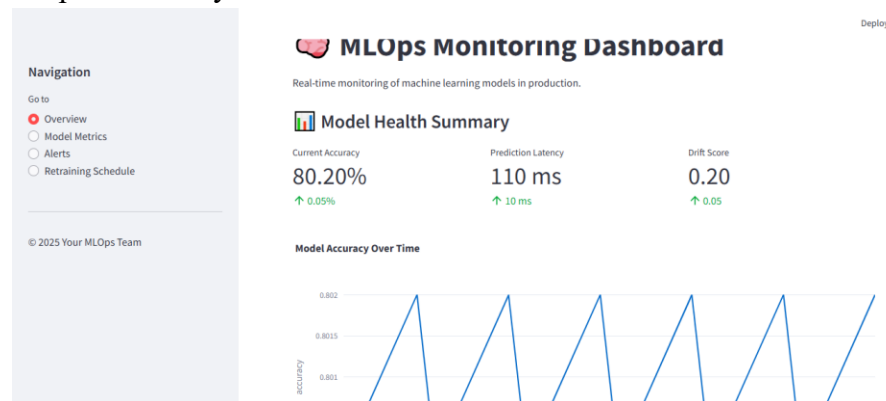 Deploy
MLOps Monitoring Dashboard
Navigation
Real-time monitoring of machine learning models in production.
Go to
Overview
Model Metrics
Alerts
Retraining Schedule
Model Health Summary
Current Accuracy
Prediction Latency
Drift Score
80.20%
110 ms
0.20
↑ 0.05%
↑ 10 ms
↑ 0.05
© 2025 Your MLOps Team
Model Accuracy Over Time
0.802
0.8015
0.801
accuracy